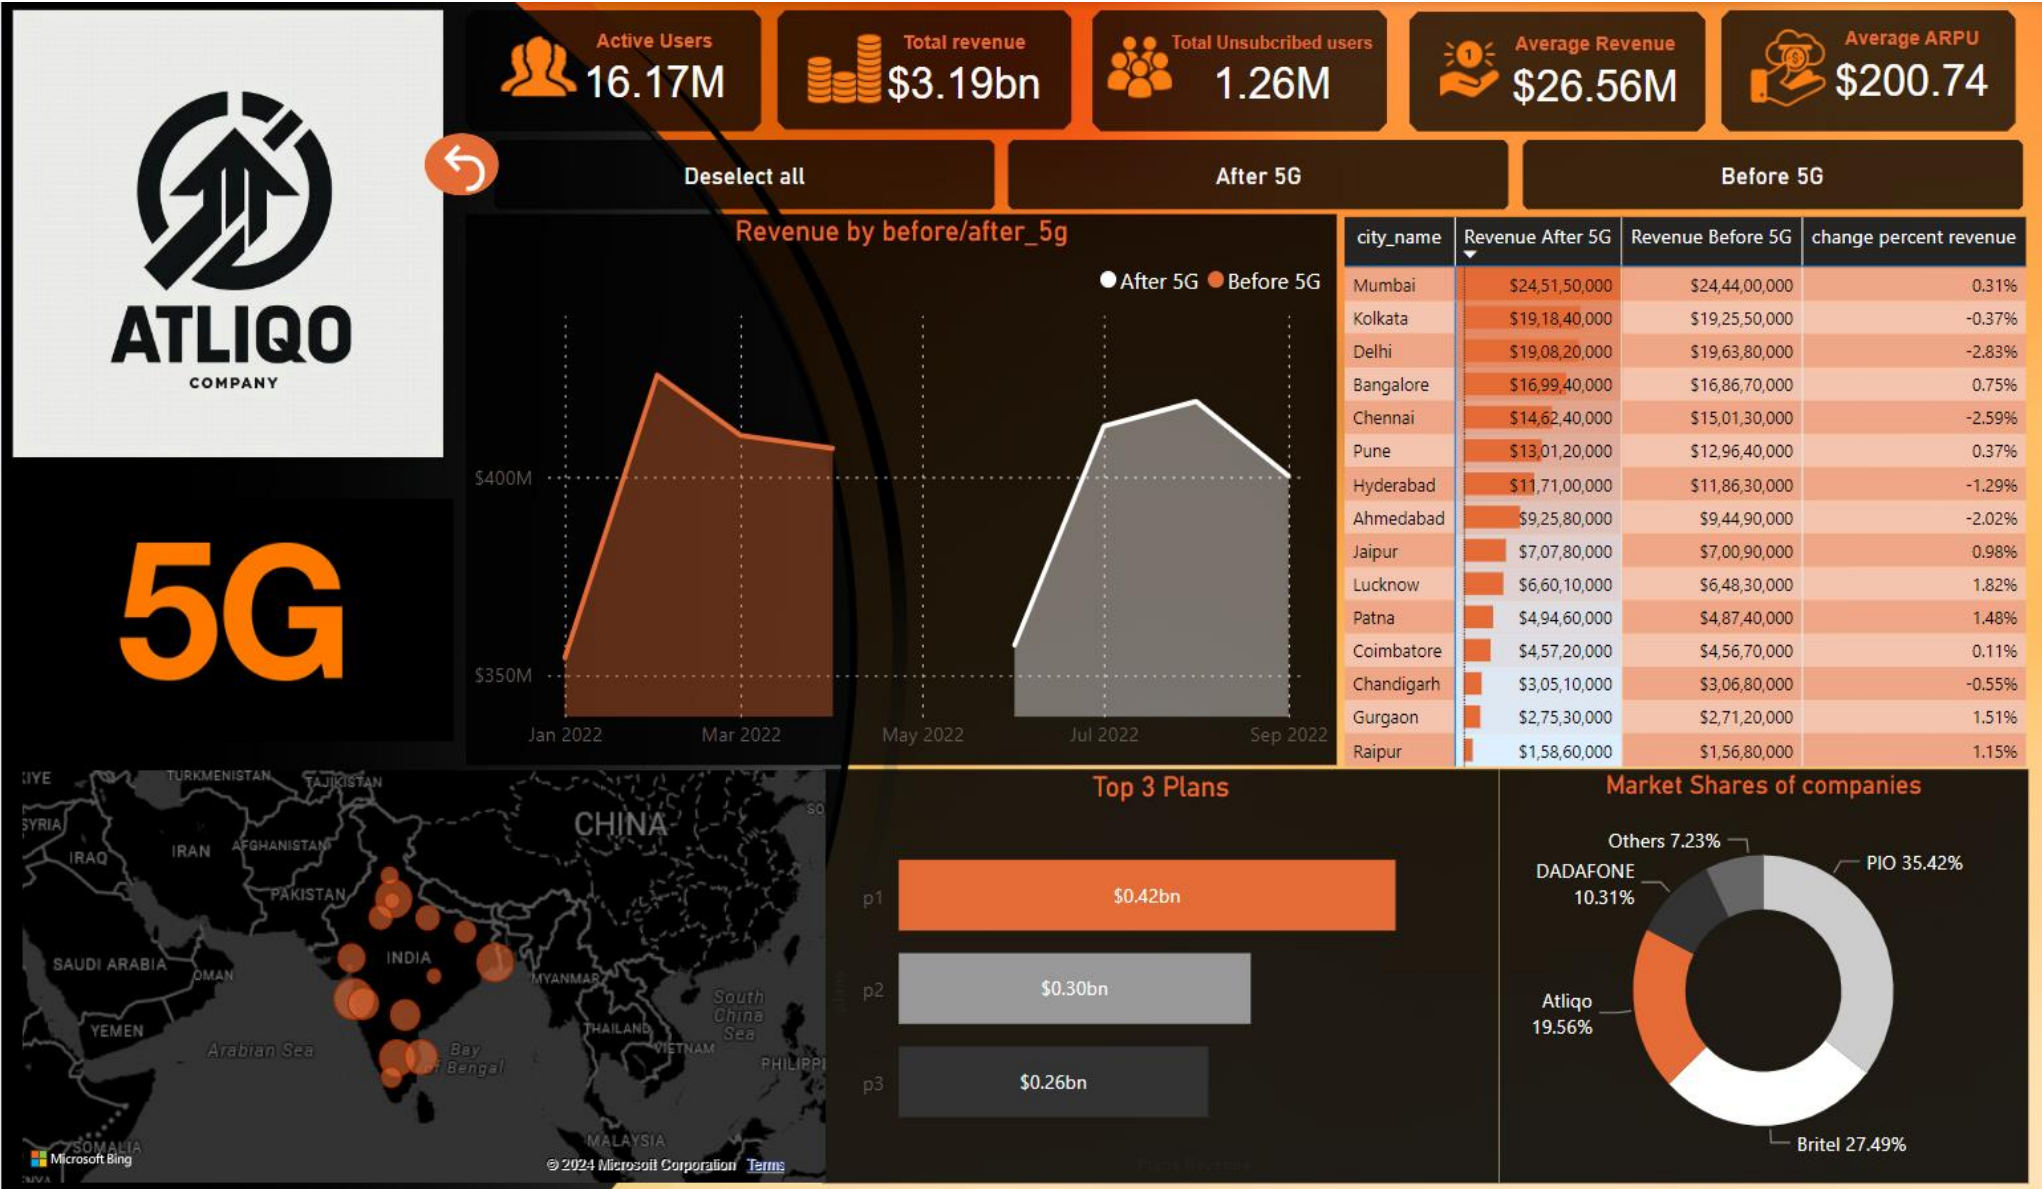 ATLIQO
COMPANY
5G
Active Users
16.17M
Total revenue
$3.19bn
Total Unsubcribed users
1.26M
Average Revenue
$26.56M
Average ARPU
$200.74
Deselect all
After 5G
Before 5G
Revenue by before/after_5g
After 5G Before 5G
$400M
$350M
Jan 2022 Mar 2022 May 2022 Jul 2022 Sep 2022
city_name Revenue After 5G Revenue Before 5G change percent revenue
Mumbai $24,51,50,000 $24,44,00,000 0.31%
Kolkata $19,18,40,000 $19,25,50,000 -0.37%
Delhi $19,08,20,000 $19,63,80,000 -2.83%
Bangalore $16,99,40,000 $16,86,70,000 0.75%
Chennai $14,62,40,000 $15,01,30,000 -2.59%
Pune $13,01,20,000 $12,96,40,000 0.37%
Hyderabad $11,71,00,000 $11,86,30,000 -1.29%
Ahmedabad $9,25,80,000 $9,44,90,000 -2.02%
Jaipur $7,07,80,000 $7,00,90,000 0.98%
Lucknow $6,60,10,000 $6,48,30,000 1.82%
Patna $4,94,60,000 $4,87,40,000 1.48%
Coimbatore $4,57,20,000 $4,56,70,000 0.11%
Chandigarh $3,05,10,000 $3,06,80,000 -0.55%
Gurgaon $2,75,30,000 $2,71,20,000 1.51%
Raipur $1,58,60,000 $1,56,80,000 1.15%
KIYE
TURKMENISTAN
TAJIKISTAN
SYRIA
IRAQ
IRAN
AFGHANISTAN
CHINA
SO
PAKISTAN
INDIA
SAUDI ARABIA
OMAN
MYANMAR
YEMEN
Arabian Sea
Bay
of Bengal
THAILAND
VIETNAM
South
China
Sea
PHILIPPI
MALAYSIA
SOMALIA
Microsoft Bing
© 2024 Microsoft Corporation Terms
Top 3 Plans
p1 $0.42bn
p2 $0.30bn
p3 $0.26bn
Market Shares of companies
Others 7.23%
DADAFONE
10.31%
PIO 35.42%
Atliqo
19.56%
Britel 27.49%